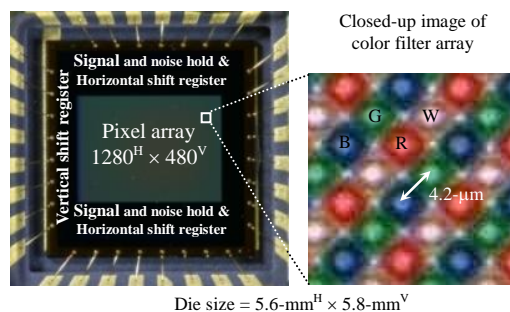 Closed-up image of
color filter array
Signal and noise hold &
Horizontal shift register
Vertical shift register
Pixel array
1280H × 480V
Signal and noise hold &
Horizontal shift register
G
W
B
R
4.2-μm
Die size = 5.6-mmH × 5.8-mmV